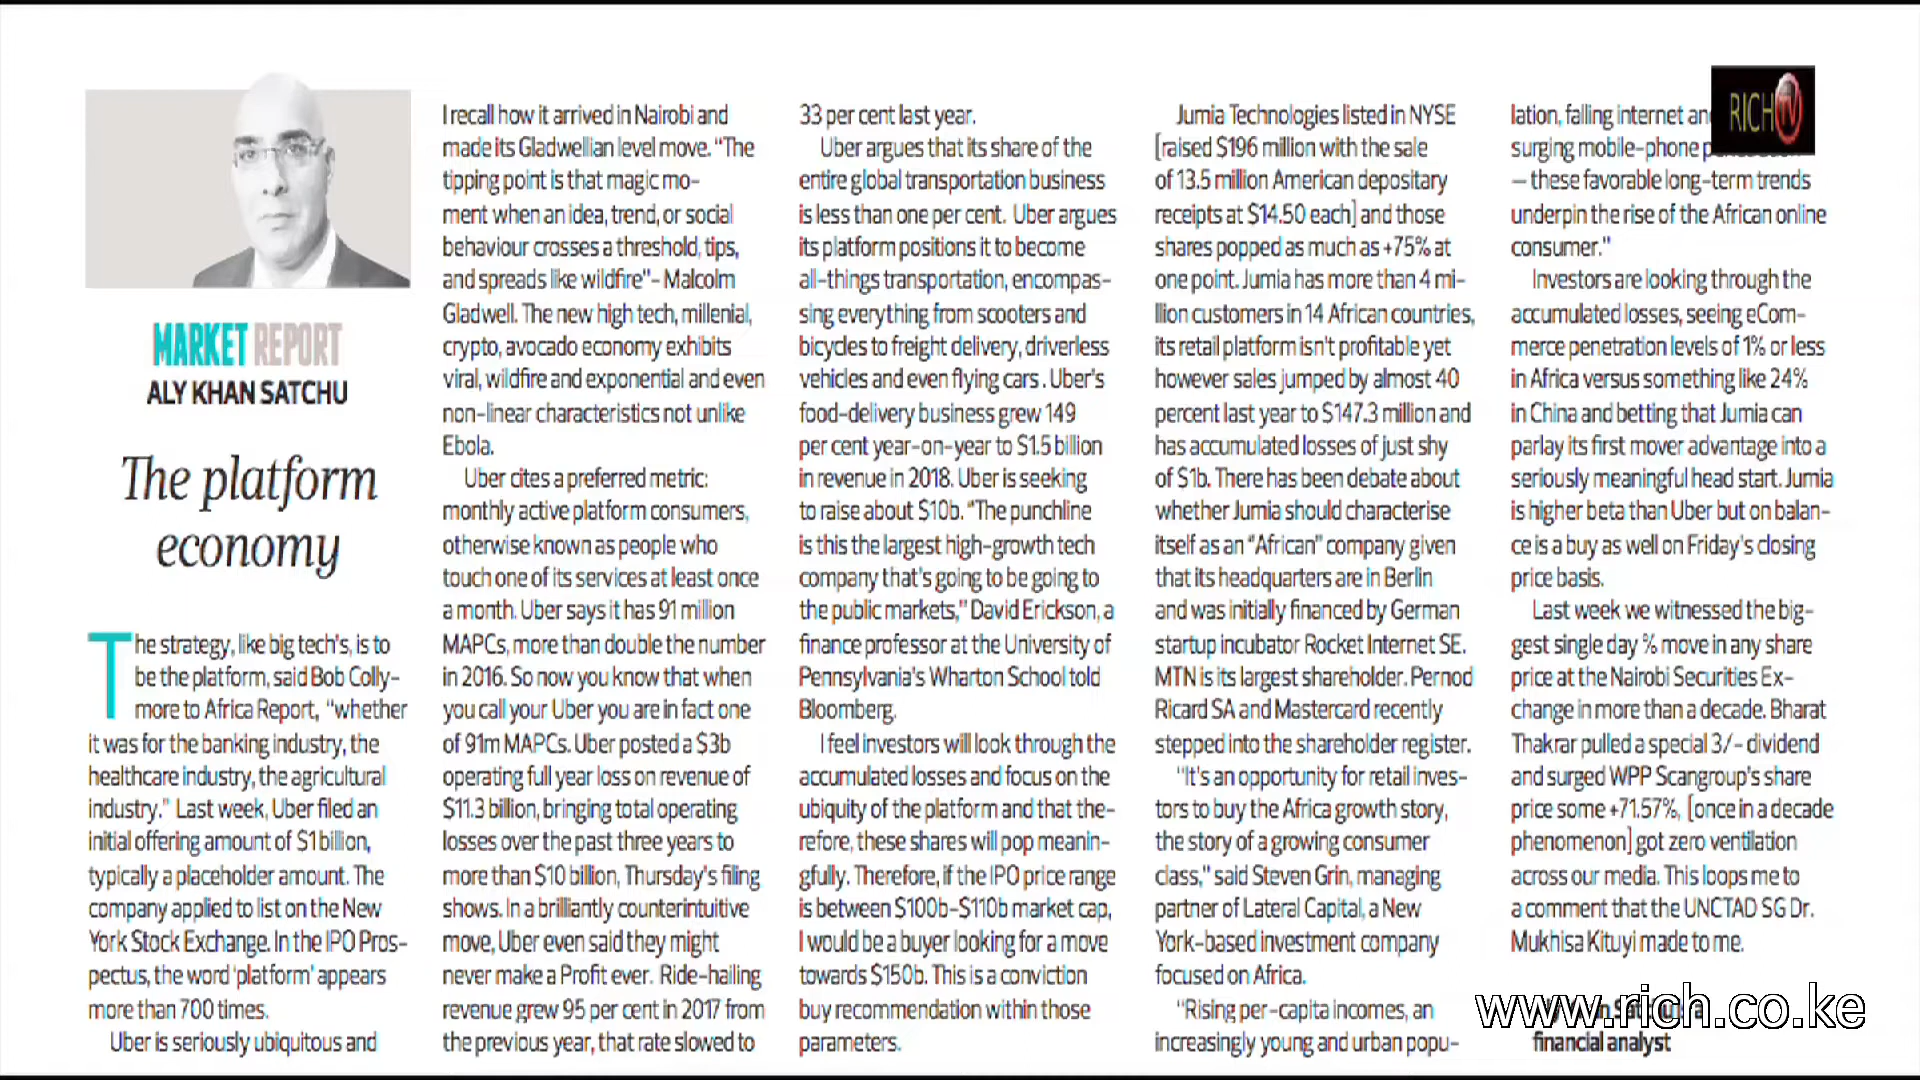 MARKET REPORT
ALY KHAN SATCHU
The platform
economy
The strategy, like big tech's, is to
be the platform, said Bob Colly-
more to Africa Report, "whether
it was for the banking industry, the
healthcare industry, the agricultural
industry." Last week, Uber filed an
initial offering amount of $1 billion,
typically a placeholder amount. The
company applied to list on the New
York Stock Exchange. In the IPO Pros-
pectus, the word 'platform' appears
more than 700 times.
Uber is seriously ubiquitous and
I recall how it arrived in Nairobi and
made its Gladwellian level move. "The
tipping point is that magic mo-
ment when an idea, trend, or social
behaviour crosses a threshold, tips,
and spreads like wildfire"- Malcolm
Gladwell. The new high tech, millenial,
crypto, avocado economy exhibits
viral, wildfire and exponential and even
non-linear characteristics not unlike
Ebola.
Uber cites a preferred metric:
monthly active platform consumers,
otherwise known as people who
touch one of its services at least once
a month. Uber says it has 91 million
MAPCs, more than double the number
in 2016. So now you know that when
you call your Uber you are in fact one
of 91m MAPCs. Uber posted a $3b
operating full year loss on revenue of
$11.3 billion, bringing total operating
losses over the past three years to
more than $10 billion, Thursday's filing
shows. In a brilliantly counterintuitive
move, Uber even said they might
never make a Profit ever. Ride-hailing
revenue grew 95 per cent in 2017 from
the previous year, that rate slowed to
33 per cent last year.
Uber argues that its share of the
entire global transportation business
is less than one per cent. Uber argues
its platform positions it to become
all-things transportation, encompas-
sing everything from scooters and
bicycles to freight delivery, driverless
vehicles and even flying cars . Uber's
food-delivery business grew 149
per cent year-on-year to $1.5 billion
in revenue in 2018. Uber is seeking
to raise about $10b. "The punchline
is this the largest high-growth tech
company that's going to be going to
the public markets," David Erickson, a
finance professor at the University of
Pennsylvania's Wharton School told
Bloomberg.
I feel investors will look through the
accumulated losses and focus on the
ubiquity of the platform and that the-
refore, these shares will pop meanin-
gfully. Therefore, if the IPO price range
is between $100b-$110b market cap,
I would be a buyer looking for a move
towards $150b. This is a conviction
buy recommendation within those
parameters.
Jumia Technologies listed in NYSE
[raised $196 million with the sale
of 13.5 million American depositary
receipts at $14.50 each] and those
shares popped as much as +75% at
one point. Jumia has more than 4 mi-
llion customers in 14 African countries,
its retail platform isn't profitable yet
however sales jumped by almost 40
percent last year to $147.3 million and
has accumulated losses of just shy
of $1b. There has been debate about
whether Jumia should characterise
itself as an "African" company given
that its headquarters are in Berlin
and was initially financed by German
startup incubator Rocket Internet SE.
MTN is its largest shareholder. Pernod
Ricard SA and Mastercard recently
stepped into the shareholder register.
"It's an opportunity for retail inves-
tors to buy the Africa growth story,
the story of a growing consumer
class," said Steven Grin, managing
partner of Lateral Capital, a New
York-based investment company
focused on Africa.
"Rising per-capita incomes, an
increasingly young and urban popu-
lation, falling internet
surging mobile-phone
– these favorable long-term trends
underpin the rise of the African online
consumer."
Investors are looking through the
accumulated losses, seeing eCom-
merce penetration levels of 1% or less
in Africa versus something like 24%
in China and betting that Jumia can
parlay its first mover advantage into a
seriously meaningful head start. Jumia
is higher beta than Uber but on balan-
ce is a buy as well on Friday's closing
price basis.
Last week we witnessed the big-
gest single day % move in any share
price at the Nairobi Securities Ex-
change in more than a decade. Bharat
Thakrar pulled a special 3/- dividend
and surged WPP Scangroup's share
price some +71.57%, [once in a decade
phenomenon] got zero ventilation
across our media. This loops me to
a comment that the UNCTAD SG Dr.
Mukhisa Kituyi made to me.
financial analyst
RICH TV
www.rich.co.ke